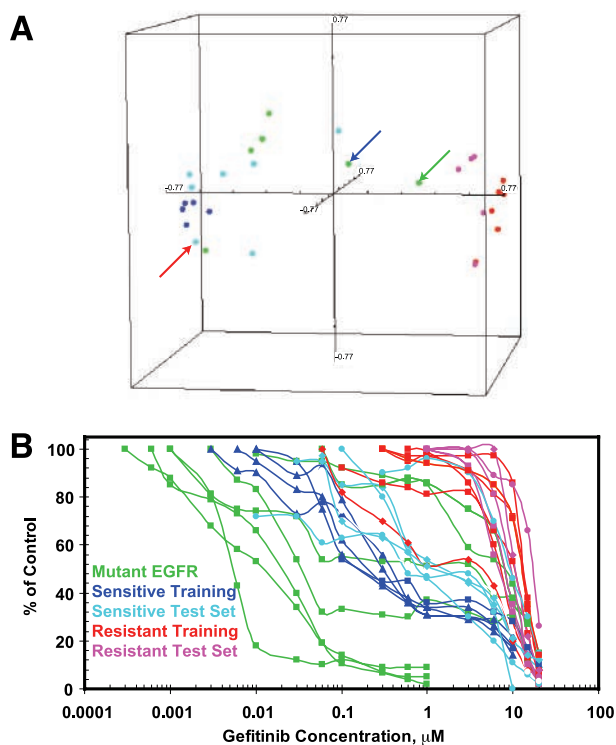 A
0.77
0.77
-0.77
0.77
-0.77
-0.77
B
100
80
60
40
20
0
% of Control
Mutant EGFR
Sensitive Training
Sensitive Test Set
Resistant Training
Resistant Test Set
0.0001
0.001
0.01
0.1
1
10
100
Gefitinib Concentration, μM